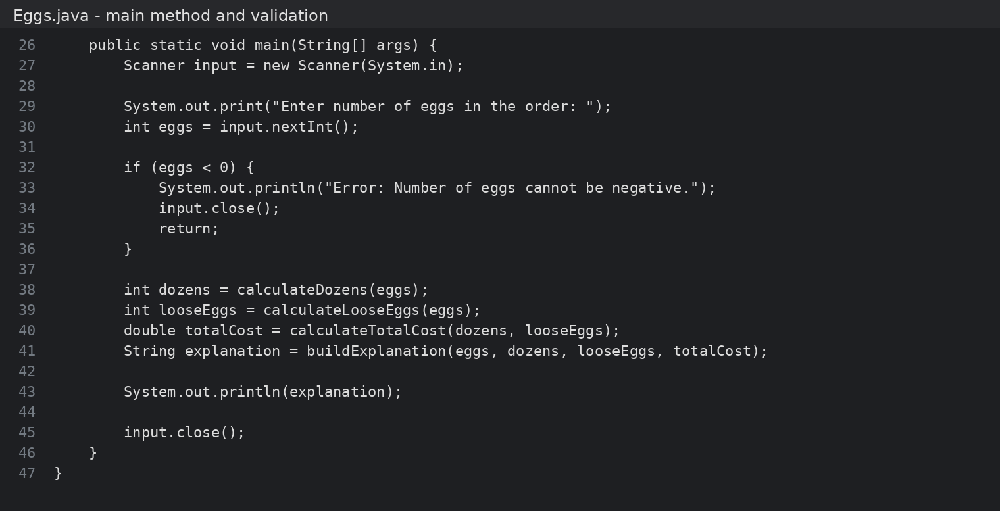 Eggs.java - main method and validation
26     public static void main(String[] args) {
27         Scanner input = new Scanner(System.in);
28
29         System.out.print("Enter number of eggs in the order: ");
30         int eggs = input.nextInt();
31
32         if (eggs < 0) {
33             System.out.println("Error: Number of eggs cannot be negative.");
34             input.close();
35             return;
36         }
37
38         int dozens = calculateDozens(eggs);
39         int looseEggs = calculateLooseEggs(eggs);
40         double totalCost = calculateTotalCost(dozens, looseEggs);
41         String explanation = buildExplanation(eggs, dozens, looseEggs, totalCost);
42
43         System.out.println(explanation);
44
45         input.close();
46     }
47 }